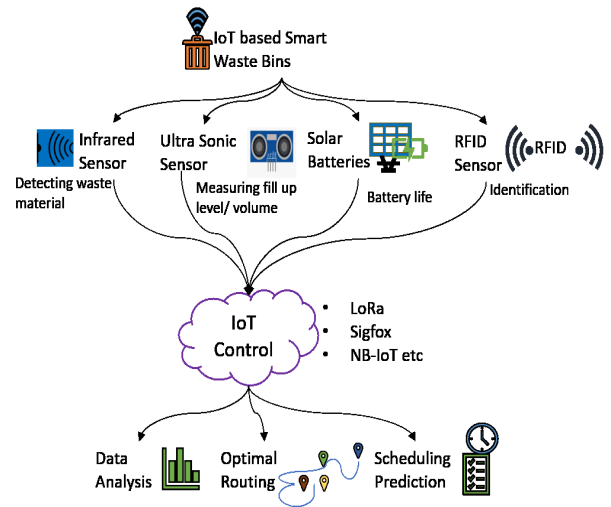 IoT based Smart
Waste Bins
Infrared
Sensor
Detecting waste
material
Ultra Sonic
Sensor
Measuring fill up
level/ volume
Solar
Batteries
Battery life
RFID
Sensor
RFID
Identification
IoT
Control
• LoRa
• Sigfox
• NB-IoT etc
Data
Analysis
Optimal
Routing
Scheduling
Prediction